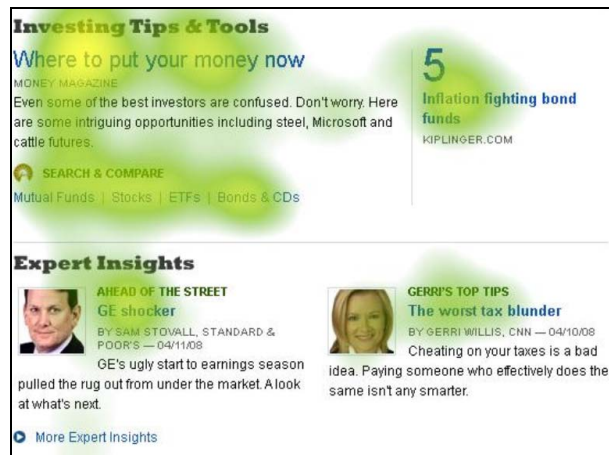 Investing Tips & Tools
Where to put your money now
MONEY MAGAZINE
Even some of the best investors are confused. Don't worry. Here
are some intriguing opportunities including steel, Microsoft and
cattle futures.
SEARCH & COMPARE
Mutual Funds | Stocks | ETFs | Bonds & CDs
5
Inflation fighting bond
funds
KIPLINGER.COM
Expert Insights
AHEAD OF THE STREET
GE shocker
BY SAM STOVALL, STANDARD &
POOR'S — 04/11/08
GE's ugly start to earnings season
pulled the rug out from under the market. A look
at what's next.
GERRI'S TOP TIPS
The worst tax blunder
BY GERRI WILLIS, CNN — 04/10/08
Cheating on your taxes is a bad
idea. Paying someone who effectively does the
same isn't any smarter.
More Expert Insights